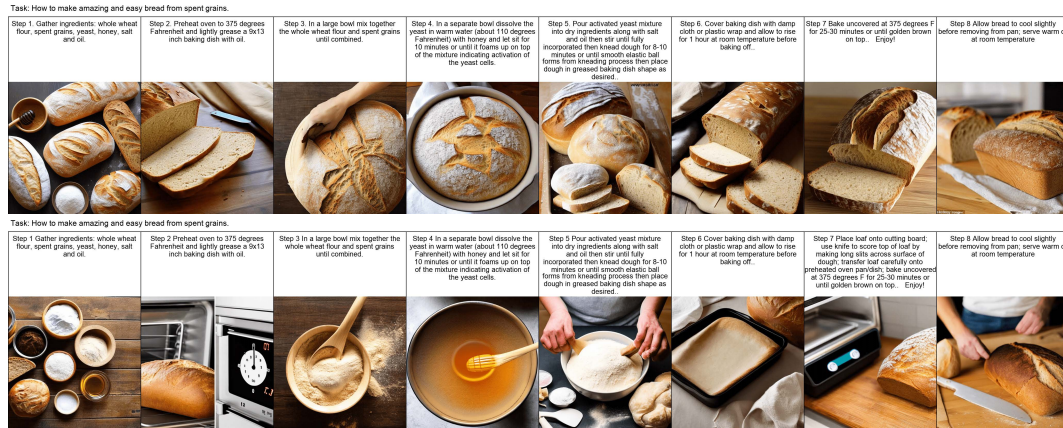 Task: How to make amazing and easy bread from spent grains.
Step 1. Gather ingredients: whole wheat
flour, spent grains, yeast, honey, salt
and oil.
Step 2. Preheat oven to 375 degrees
Fahrenheit and lightly grease a 9x13
inch baking dish with oil.
Step 3. In a large bowl mix together
the whole wheat flour and spent grains
until combined.
Step 4. In a separate bowl dissolve the
yeast in warm water (about 110 degrees
Fahrenheit) with honey and let sit for
10 minutes or until it foams up on top
of the mixture indicating activation of
the yeast cells.
Step 5. Pour activated yeast mixture
into dry ingredients along with salt
and oil then stir until fully
incorporated then knead dough for 8-10
minutes or until smooth elastic ball
forms from kneading process then place
dough in greased baking dish shape as
desired..
Step 6. Cover baking dish with damp
cloth or plastic wrap and allow to rise
for 1 hour at room temperature before
baking off..
Step 7 Bake uncovered at 375 degrees F
for 25-30 minutes or until golden brown
on top.. Enjoy!
Step 8 Allow bread to cool slightly
before removing from pan; serve warm
at room temperature
Task: How to make amazing and easy bread from spent grains.
Step 1 Gather ingredients: whole wheat
flour, spent grains, yeast, honey, salt
and oil.
Step 2 Preheat oven to 375 degrees
Fahrenheit and lightly grease a 9x13
inch baking dish with oil.
Step 3 In a large bowl mix together the
whole wheat flour and spent grains
until combined.
Step 4 In a separate bowl dissolve the
yeast in warm water (about 110 degrees
Fahrenheit) with honey and let sit for
10 minutes or until it foams up on top
of the mixture indicating activation of
the yeast cells.
Step 5 Pour activated yeast mixture
into dry ingredients along with salt
and oil then stir until fully
incorporated then knead dough for 8-10
minutes or until smooth elastic ball
forms from kneading process then place
dough in greased baking dish shape as
desired..
Step 6 Cover baking dish with damp
cloth or plastic wrap and allow to rise
for 1 hour at room temperature before
baking off..
Step 7 Place loaf onto cutting board;
use knife to score top of loaf by
making long slits across surface of
dough; transfer loaf carefully onto
preheated oven pan/dish; bake uncovered
at 375 degrees F for 25-30 minutes or
until golden brown on top.. Enjoy!
Step 8 Allow bread to cool slightly
before removing from pan; serve warm
at room temperature